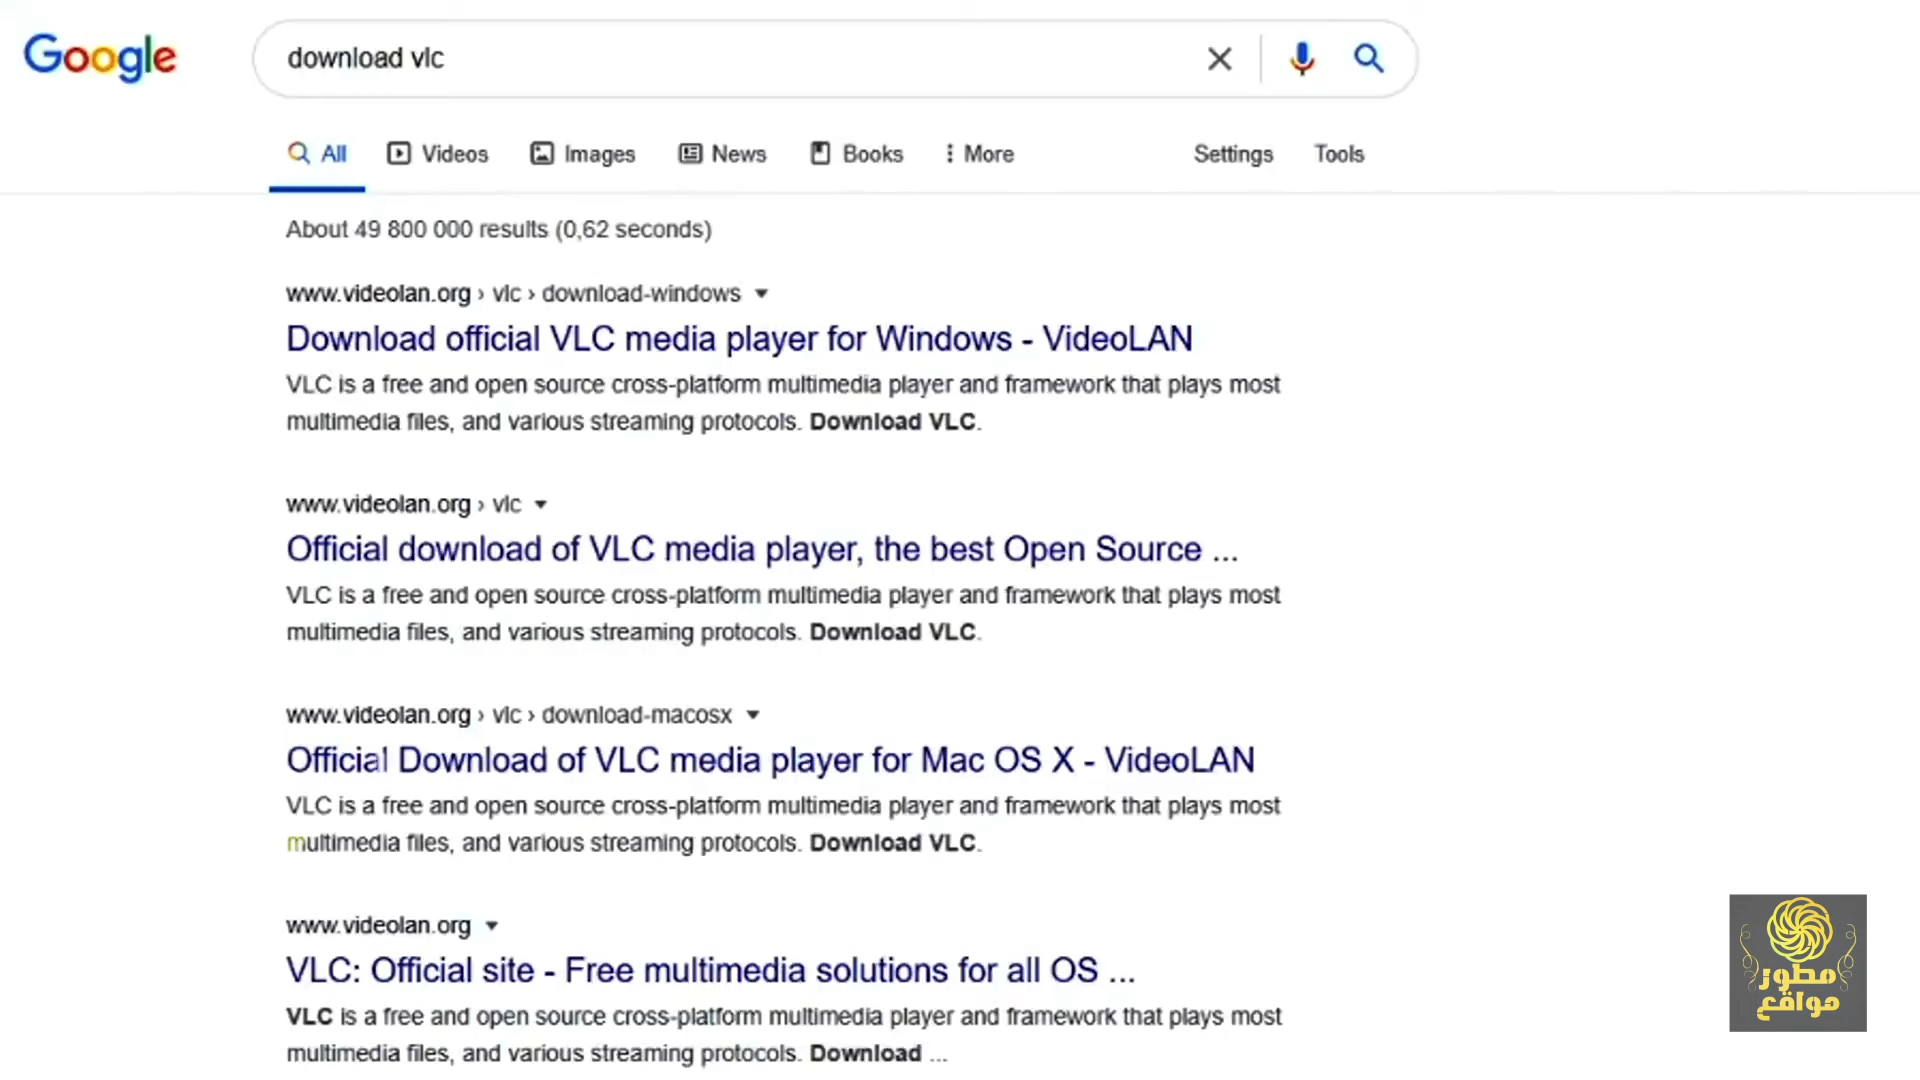 Google
download vlc
All Videos Images News Books More Settings Tools
About 49 800 000 results (0,62 seconds)
www.videolan.org › vlc › download-windows
Download official VLC media player for Windows - VideoLAN
VLC is a free and open source cross-platform multimedia player and framework that plays most
multimedia files, and various streaming protocols. Download VLC.
www.videolan.org › vlc
Official download of VLC media player, the best Open Source ...
VLC is a free and open source cross-platform multimedia player and framework that plays most
multimedia files, and various streaming protocols. Download VLC.
www.videolan.org › vlc › download-macosx
Official Download of VLC media player for Mac OS X - VideoLAN
VLC is a free and open source cross-platform multimedia player and framework that plays most
multimedia files, and various streaming protocols. Download VLC.
www.videolan.org
VLC: Official site - Free multimedia solutions for all OS ...
VLC is a free and open source cross-platform multimedia player and framework that plays most
multimedia files, and various streaming protocols. Download ...
مطور
مواقع